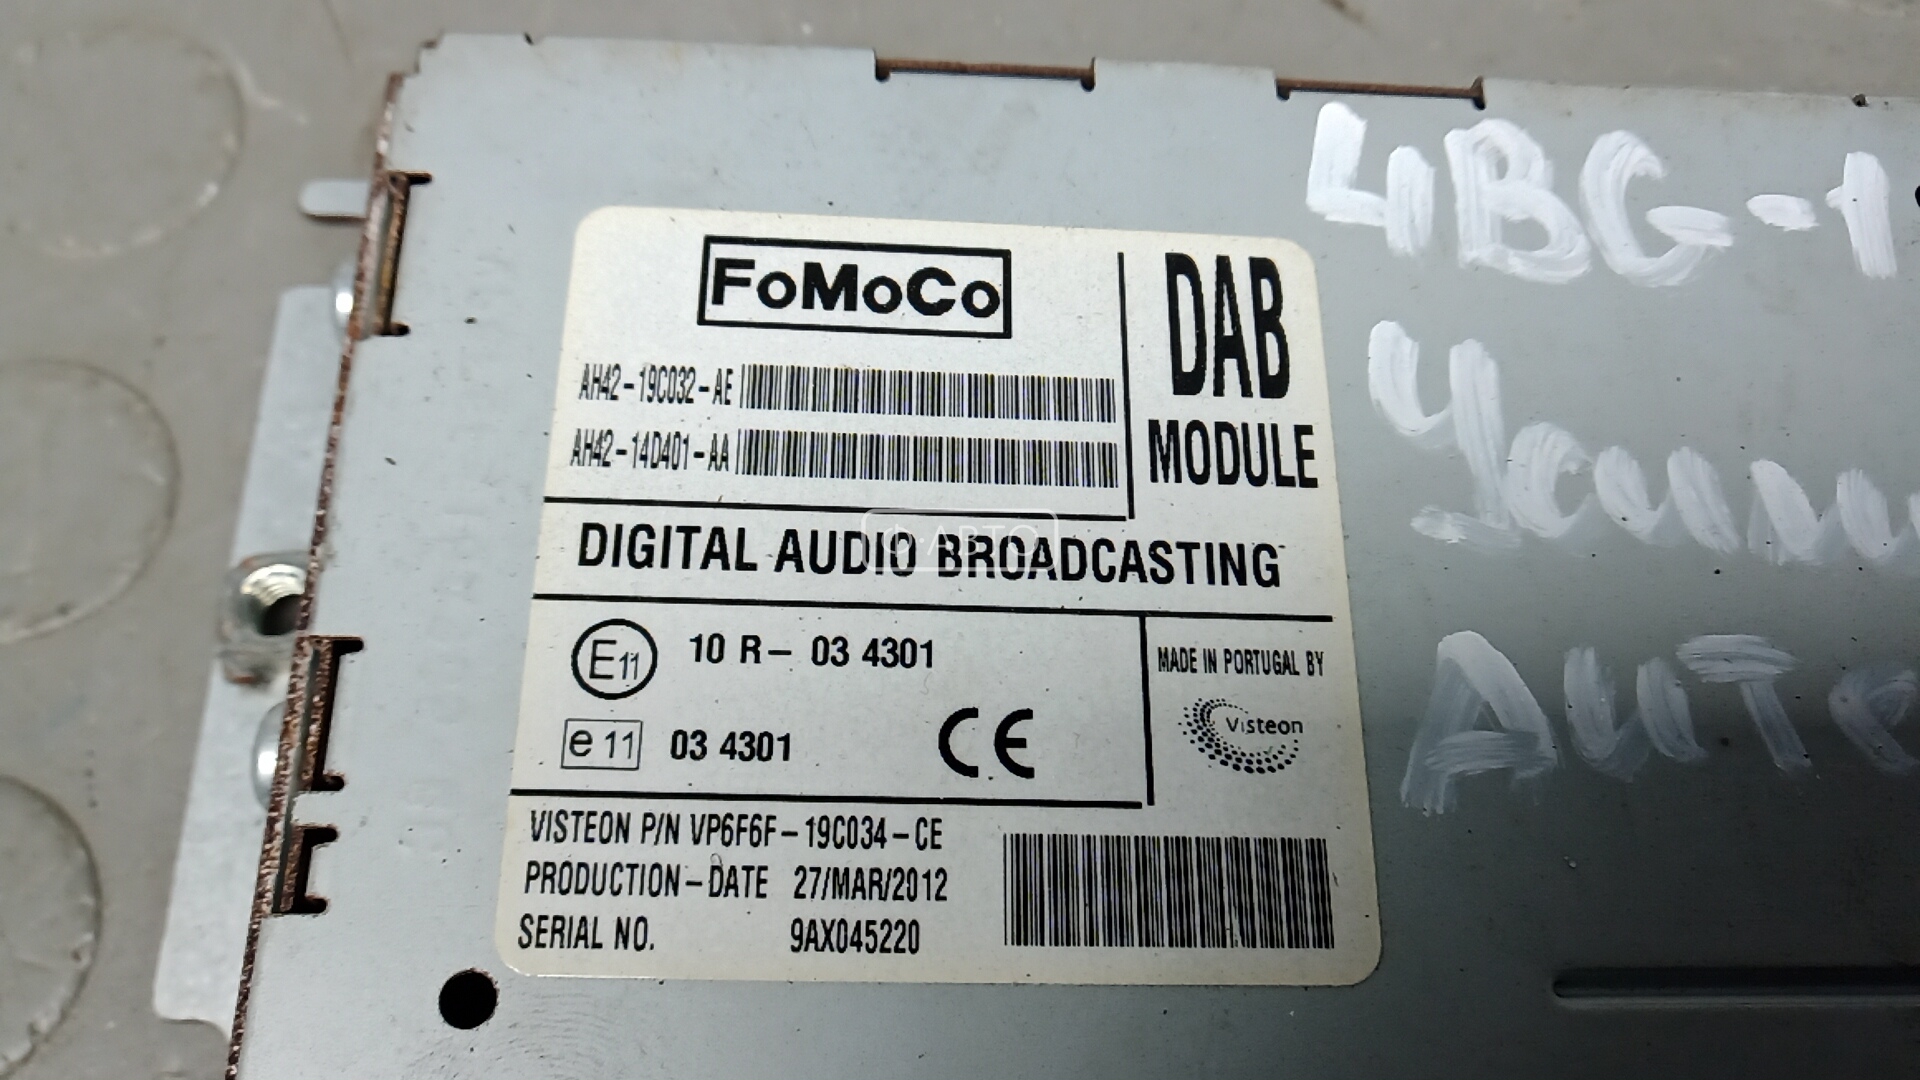 FoMoCo
AH42-19C032-AE
AH42-14D401-AA
DAB
MODULE
DIGITAL AUDIO BROADCASTING
E11 10 R- 03 4301
e 11 03 4301 CE
MADE IN PORTUGAL BY
Visteon
VISTEON P/N VP6F6F-19C034-CE
PRODUCTION-DATE 27/MAR/2012
SERIAL NO. 9AX045220
4BG-1
АВТО